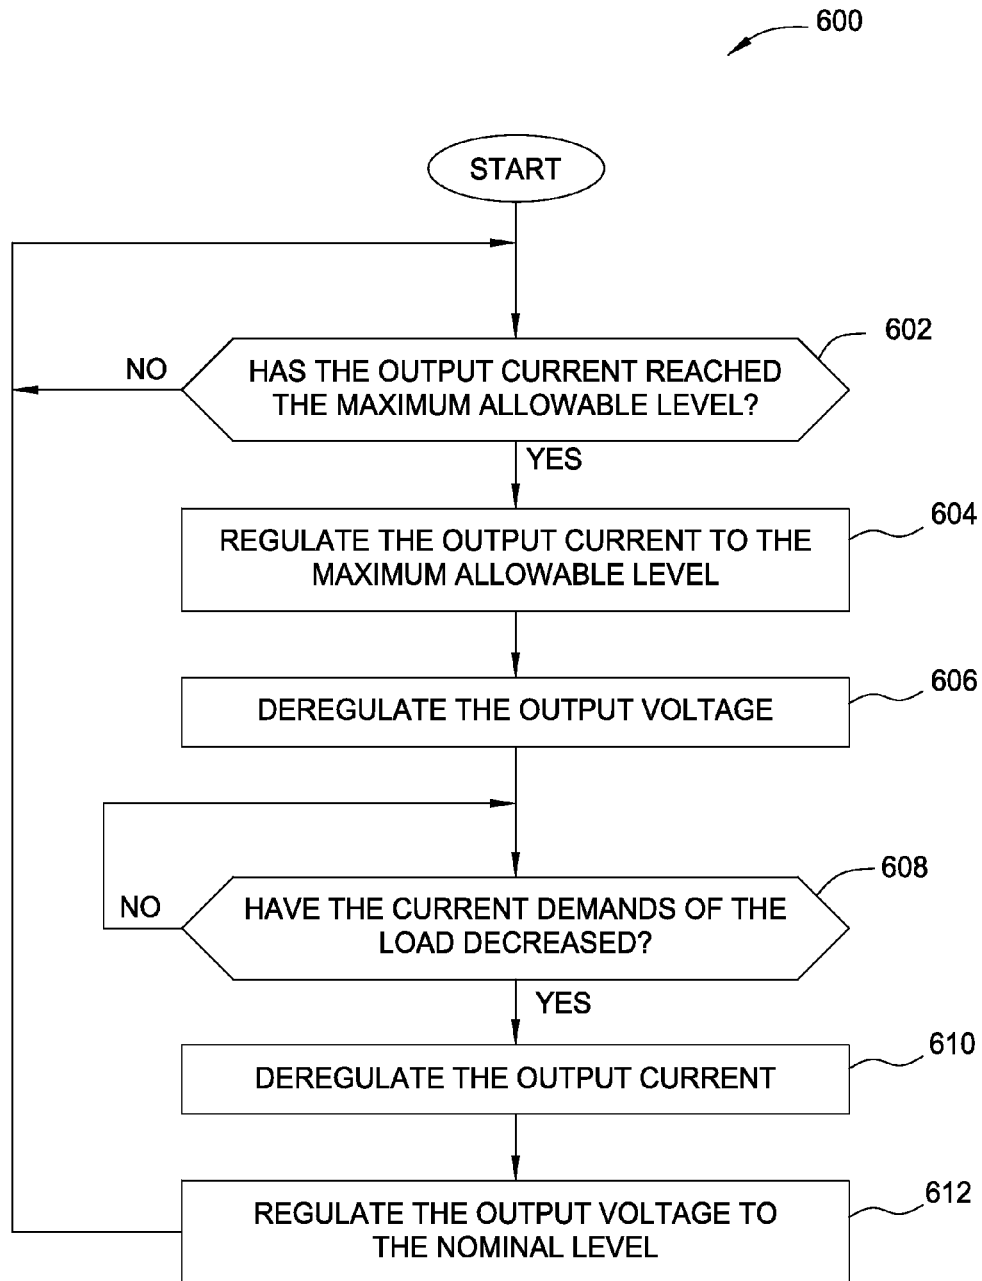 600
START
602
NO
HAS THE OUTPUT CURRENT REACHED
THE MAXIMUM ALLOWABLE LEVEL?
YES
604
REGULATE THE OUTPUT CURRENT TO THE
MAXIMUM ALLOWABLE LEVEL
606
DEREGULATE THE OUTPUT VOLTAGE
608
NO
HAVE THE CURRENT DEMANDS OF THE
LOAD DECREASED?
YES
610
DEREGULATE THE OUTPUT CURRENT
612
REGULATE THE OUTPUT VOLTAGE TO
THE NOMINAL LEVEL